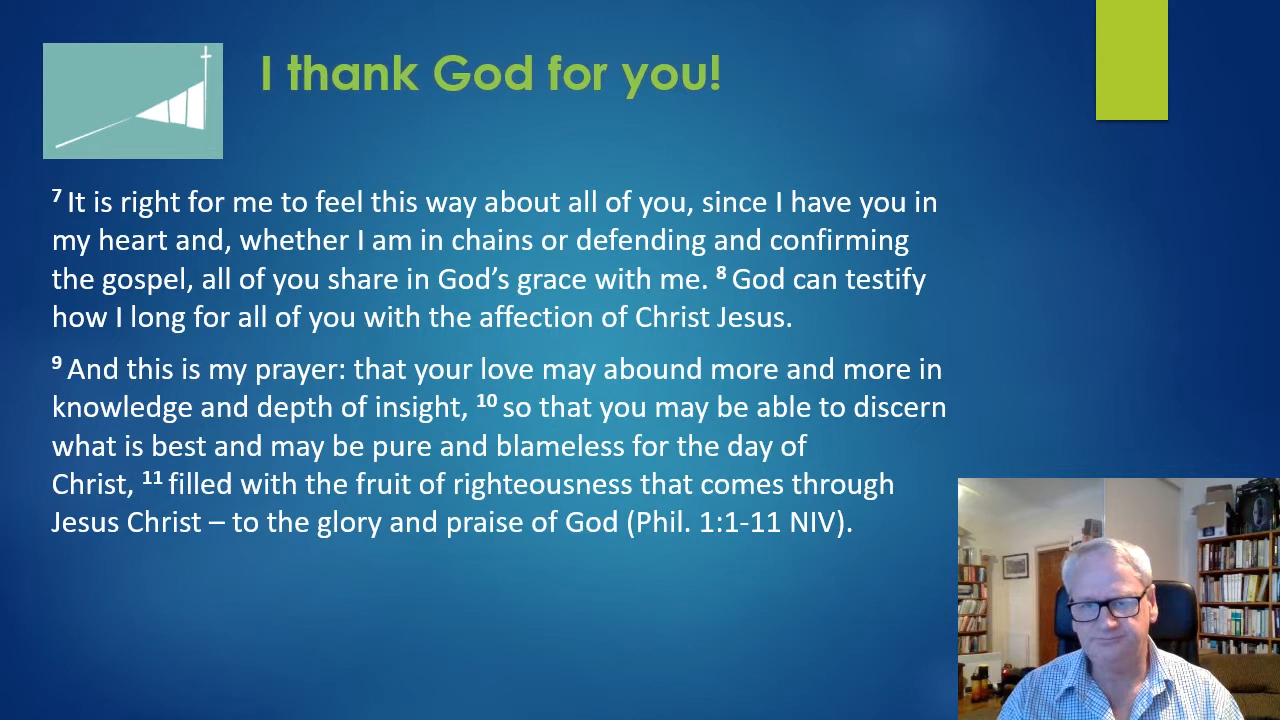 I thank God for you!
7 It is right for me to feel this way about all of you, since I have you in
my heart and, whether I am in chains or defending and confirming
the gospel, all of you share in God’s grace with me. 8 God can testify
how I long for all of you with the affection of Christ Jesus.
9 And this is my prayer: that your love may abound more and more in
knowledge and depth of insight, 10 so that you may be able to discern
what is best and may be pure and blameless for the day of
Christ, 11 filled with the fruit of righteousness that comes through
Jesus Christ – to the glory and praise of God (Phil. 1:1-11 NIV).